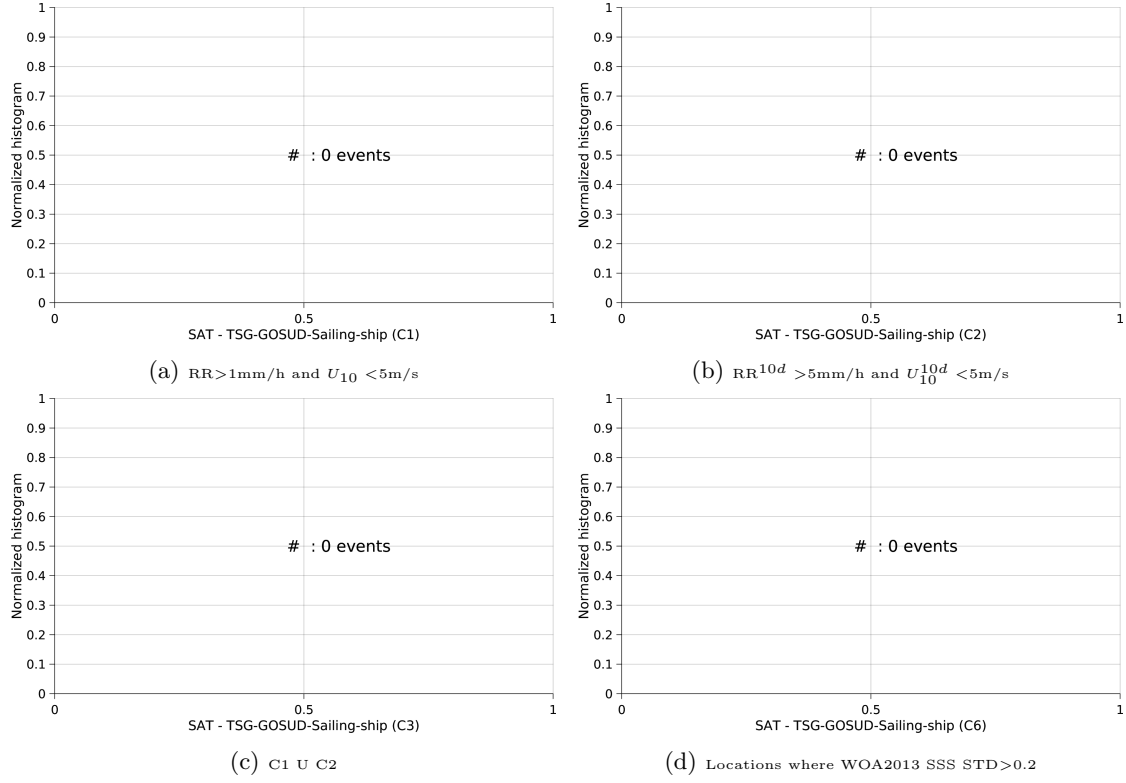 1
0.9
0.8
0.7
0.6
0.5
0.4
0.3
0.2
0.1
0
Normalized histogram
# : 0 events
0 0.5 1
SAT - TSG-GOSUD-Sailing-ship (C1)
(a) RR>1mm/h and U10 <5m/s
1
0.9
0.8
0.7
0.6
0.5
0.4
0.3
0.2
0.1
0
Normalized histogram
# : 0 events
0 0.5 1
SAT - TSG-GOSUD-Sailing-ship (C2)
(b) RR10d >5mm/h and U10d10 <5m/s
1
0.9
0.8
0.7
0.6
0.5
0.4
0.3
0.2
0.1
0
Normalized histogram
# : 0 events
0 0.5 1
SAT - TSG-GOSUD-Sailing-ship (C3)
(c) C1 U C2
1
0.9
0.8
0.7
0.6
0.5
0.4
0.3
0.2
0.1
0
Normalized histogram
# : 0 events
0 0.5 1
SAT - TSG-GOSUD-Sailing-ship (C6)
(d) Locations where WOA2013 SSS STD>0.2